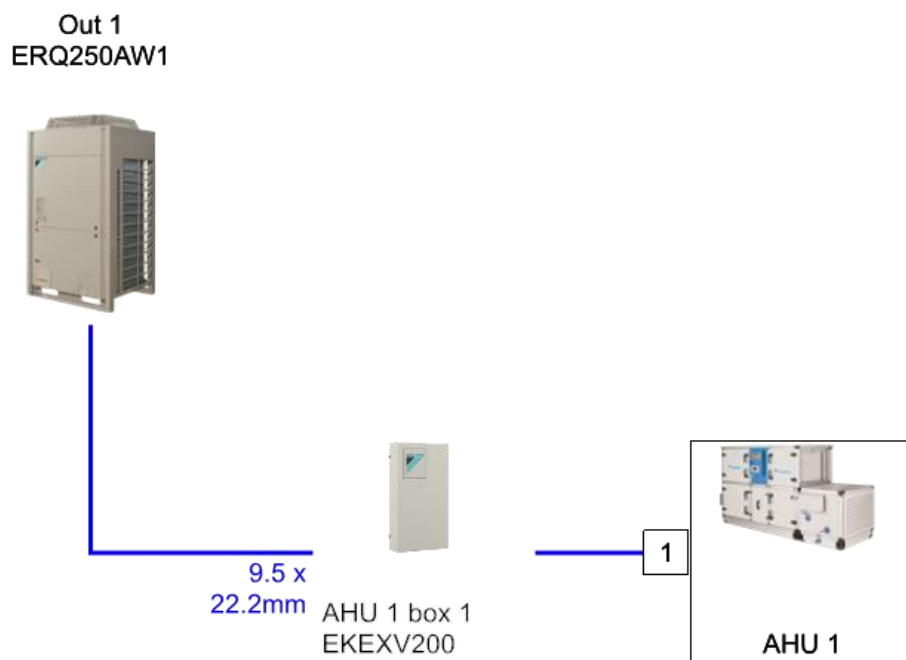 Out 1
ERQ250AW1
9.5 x
22.2mm
AHU 1 box 1
EKEXV200
1
AHU 1